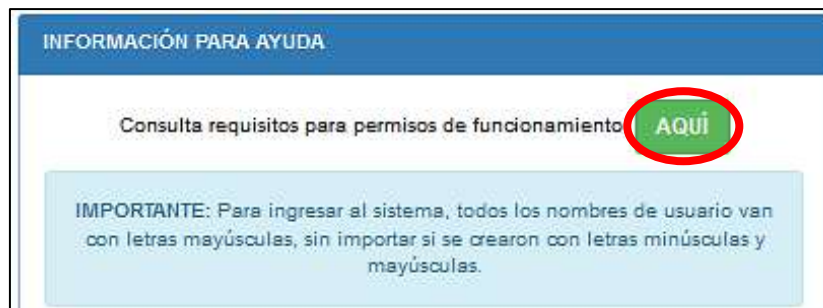 INFORMACIÓN PARA AYUDA
Consulta requisitos para permisos de funcionamiento AQUÍ
IMPORTANTE: Para ingresar al sistema, todos los nombres de usuario van
con letras mayúsculas, sin importar si se crearon con letras minúsculas y
mayúsculas.